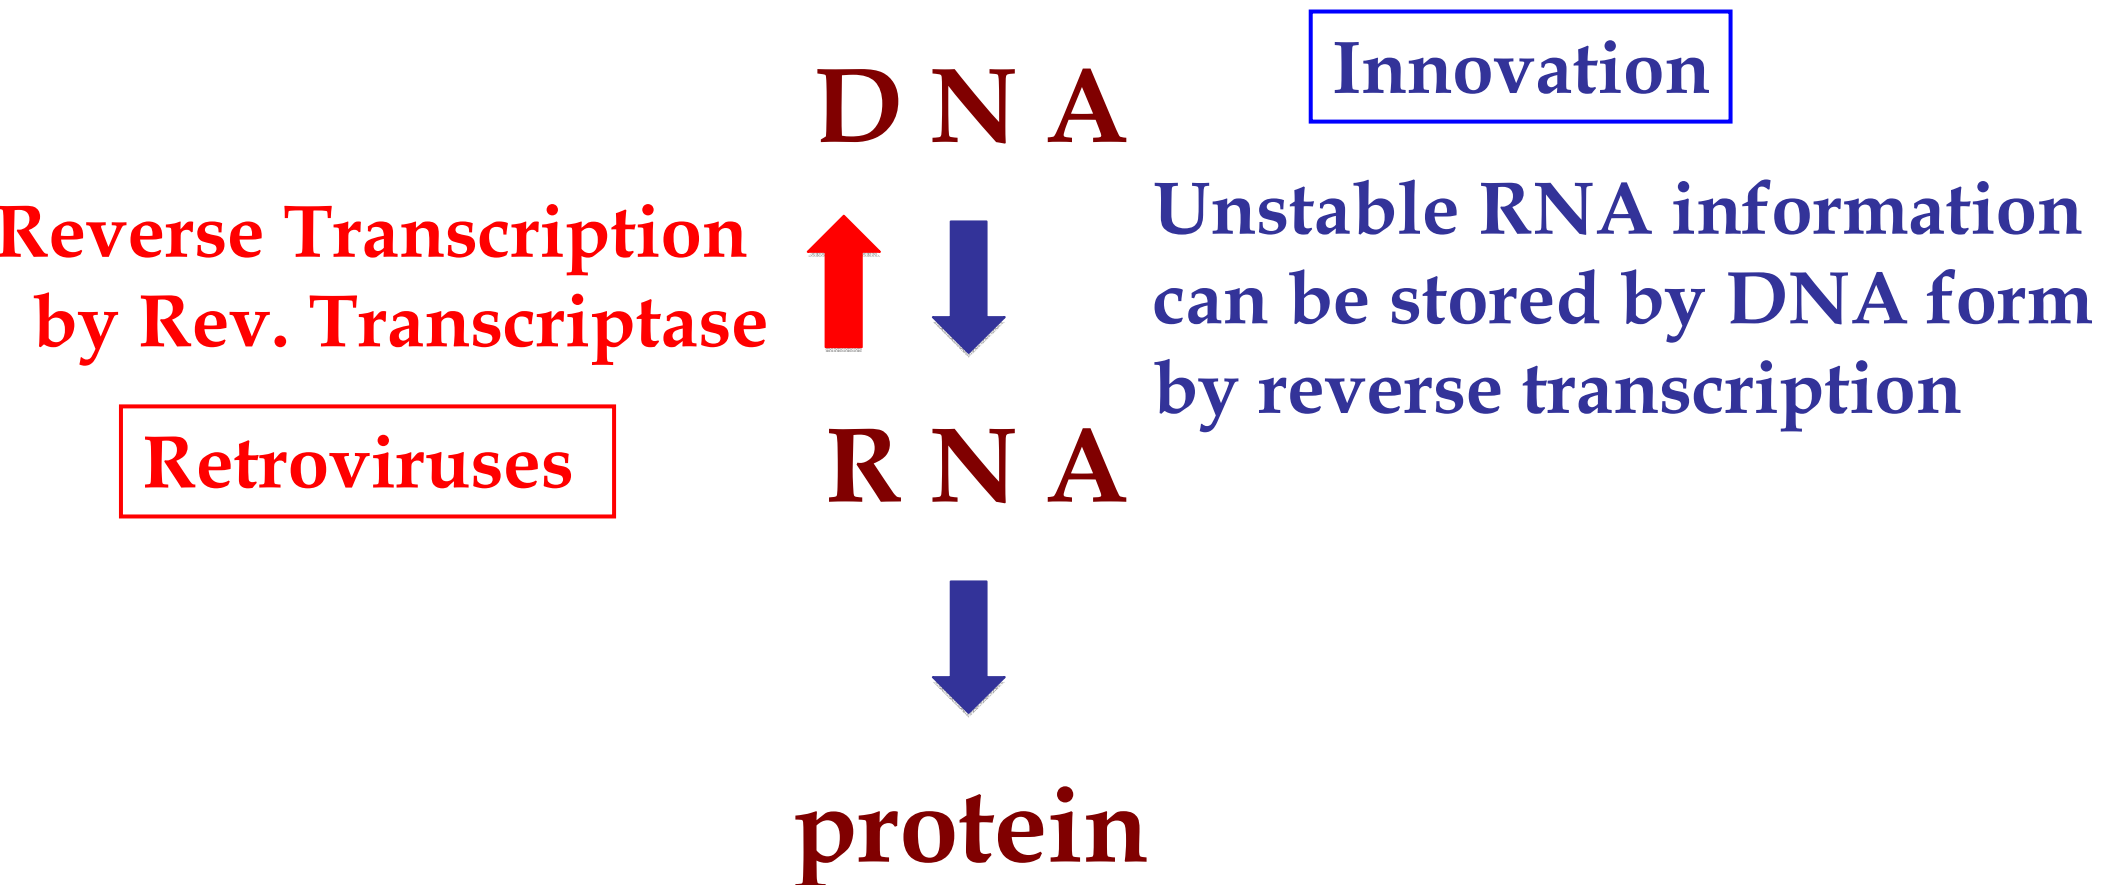 D N A
Innovation
Reverse Transcription
by Rev. Transcriptase
Retroviruses
Unstable RNA information
can be stored by DNA form
by reverse transcription
R N A
protein